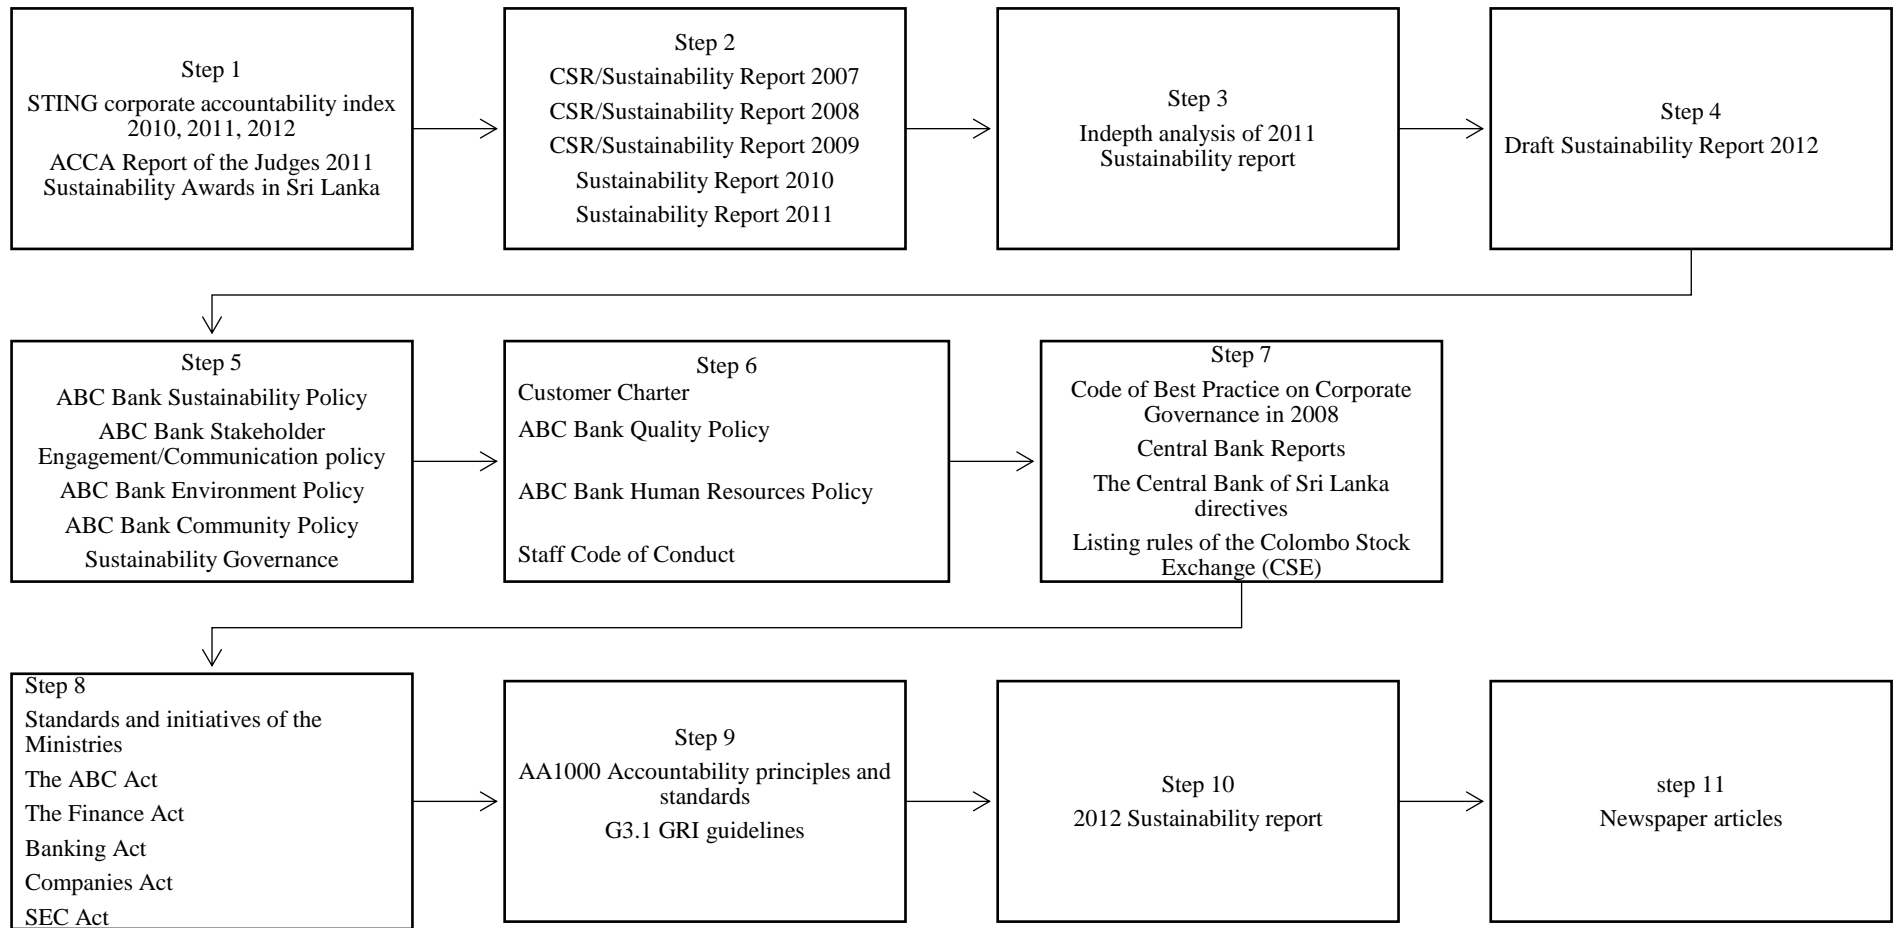 Step 1
STING corporate accountability index
2010, 2011, 2012
ACCA Report of the Judges 2011
Sustainability Awards in Sri Lanka
Step 2
CSR/Sustainability Report 2007
CSR/Sustainability Report 2008
CSR/Sustainability Report 2009
Sustainability Report 2010
Sustainability Report 2011
Step 3
Indepth analysis of 2011
Sustainability report
Step 4
Draft Sustainability Report 2012
Step 5
ABC Bank Sustainability Policy
ABC Bank Stakeholder
Engagement/Communication policy
ABC Bank Environment Policy
ABC Bank Community Policy
Sustainability Governance
Step 6
Customer Charter
ABC Bank Quality Policy
ABC Bank Human Resources Policy
Staff Code of Conduct
Step 7
Code of Best Practice on Corporate
Governance in 2008
Central Bank Reports
The Central Bank of Sri Lanka
directives
Listing rules of the Colombo Stock
Exchange (CSE)
Step 8
Standards and initiatives of the
Ministries
The ABC Act
The Finance Act
Banking Act
Companies Act
SEC Act
Step 9
AA1000 Accountability principles and
standards
G3.1 GRI guidelines
Step 10
2012 Sustainability report
step 11
Newspaper articles